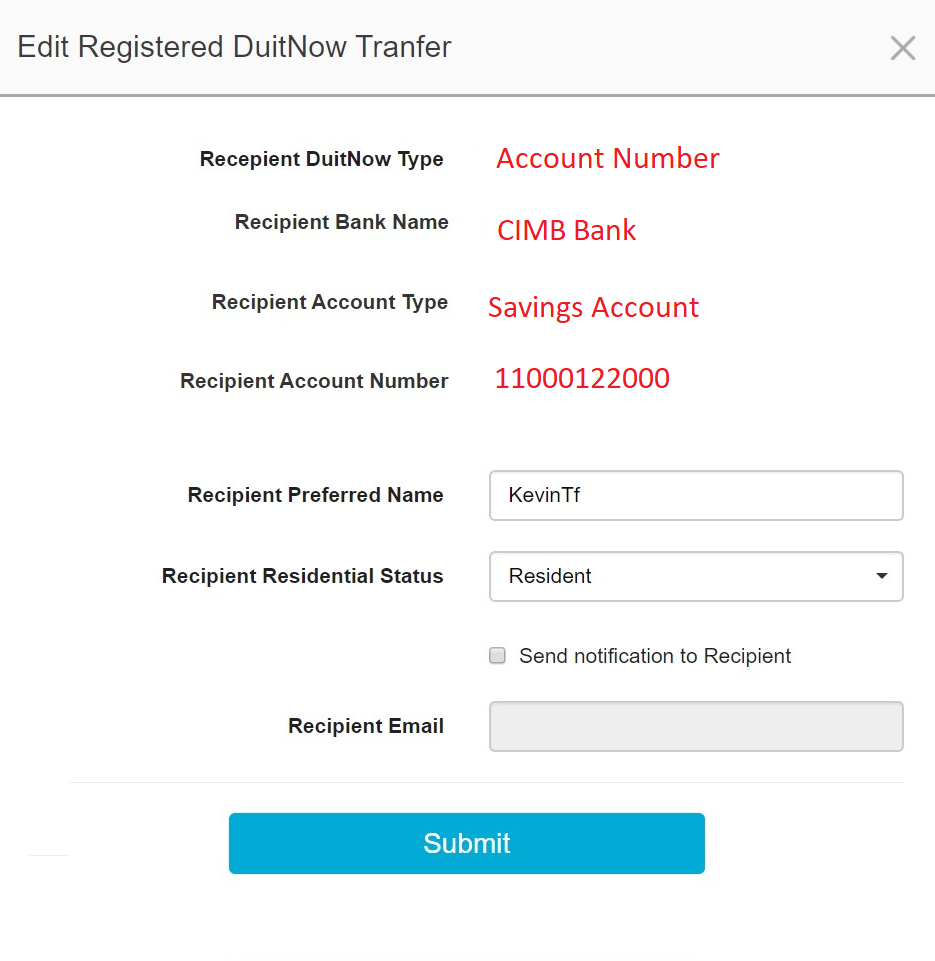 Edit Registered DuitNow Tranfer
Recepient DuitNow Type Account Number
Recipient Bank Name CIMB Bank
Recipient Account Type Savings Account
Recipient Account Number 11000122000
Recipient Preferred Name KevinTf
Recipient Residential Status Resident
Send notification to Recipient
Recipient Email
Submit